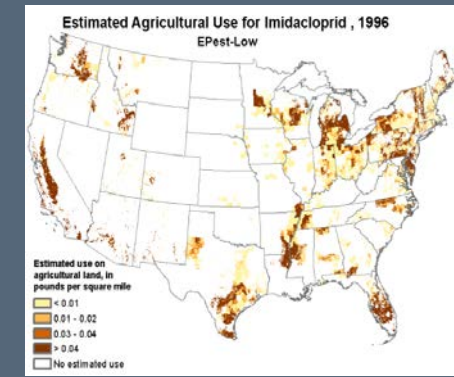 Estimated Agricultural Use for Imidacloprid , 1996
EPest-Low
Estimated use on
agricultural land, in
pounds per square mile
< 0.01
0.01 - 0.02
0.03 - 0.04
> 0.04
No estimated use